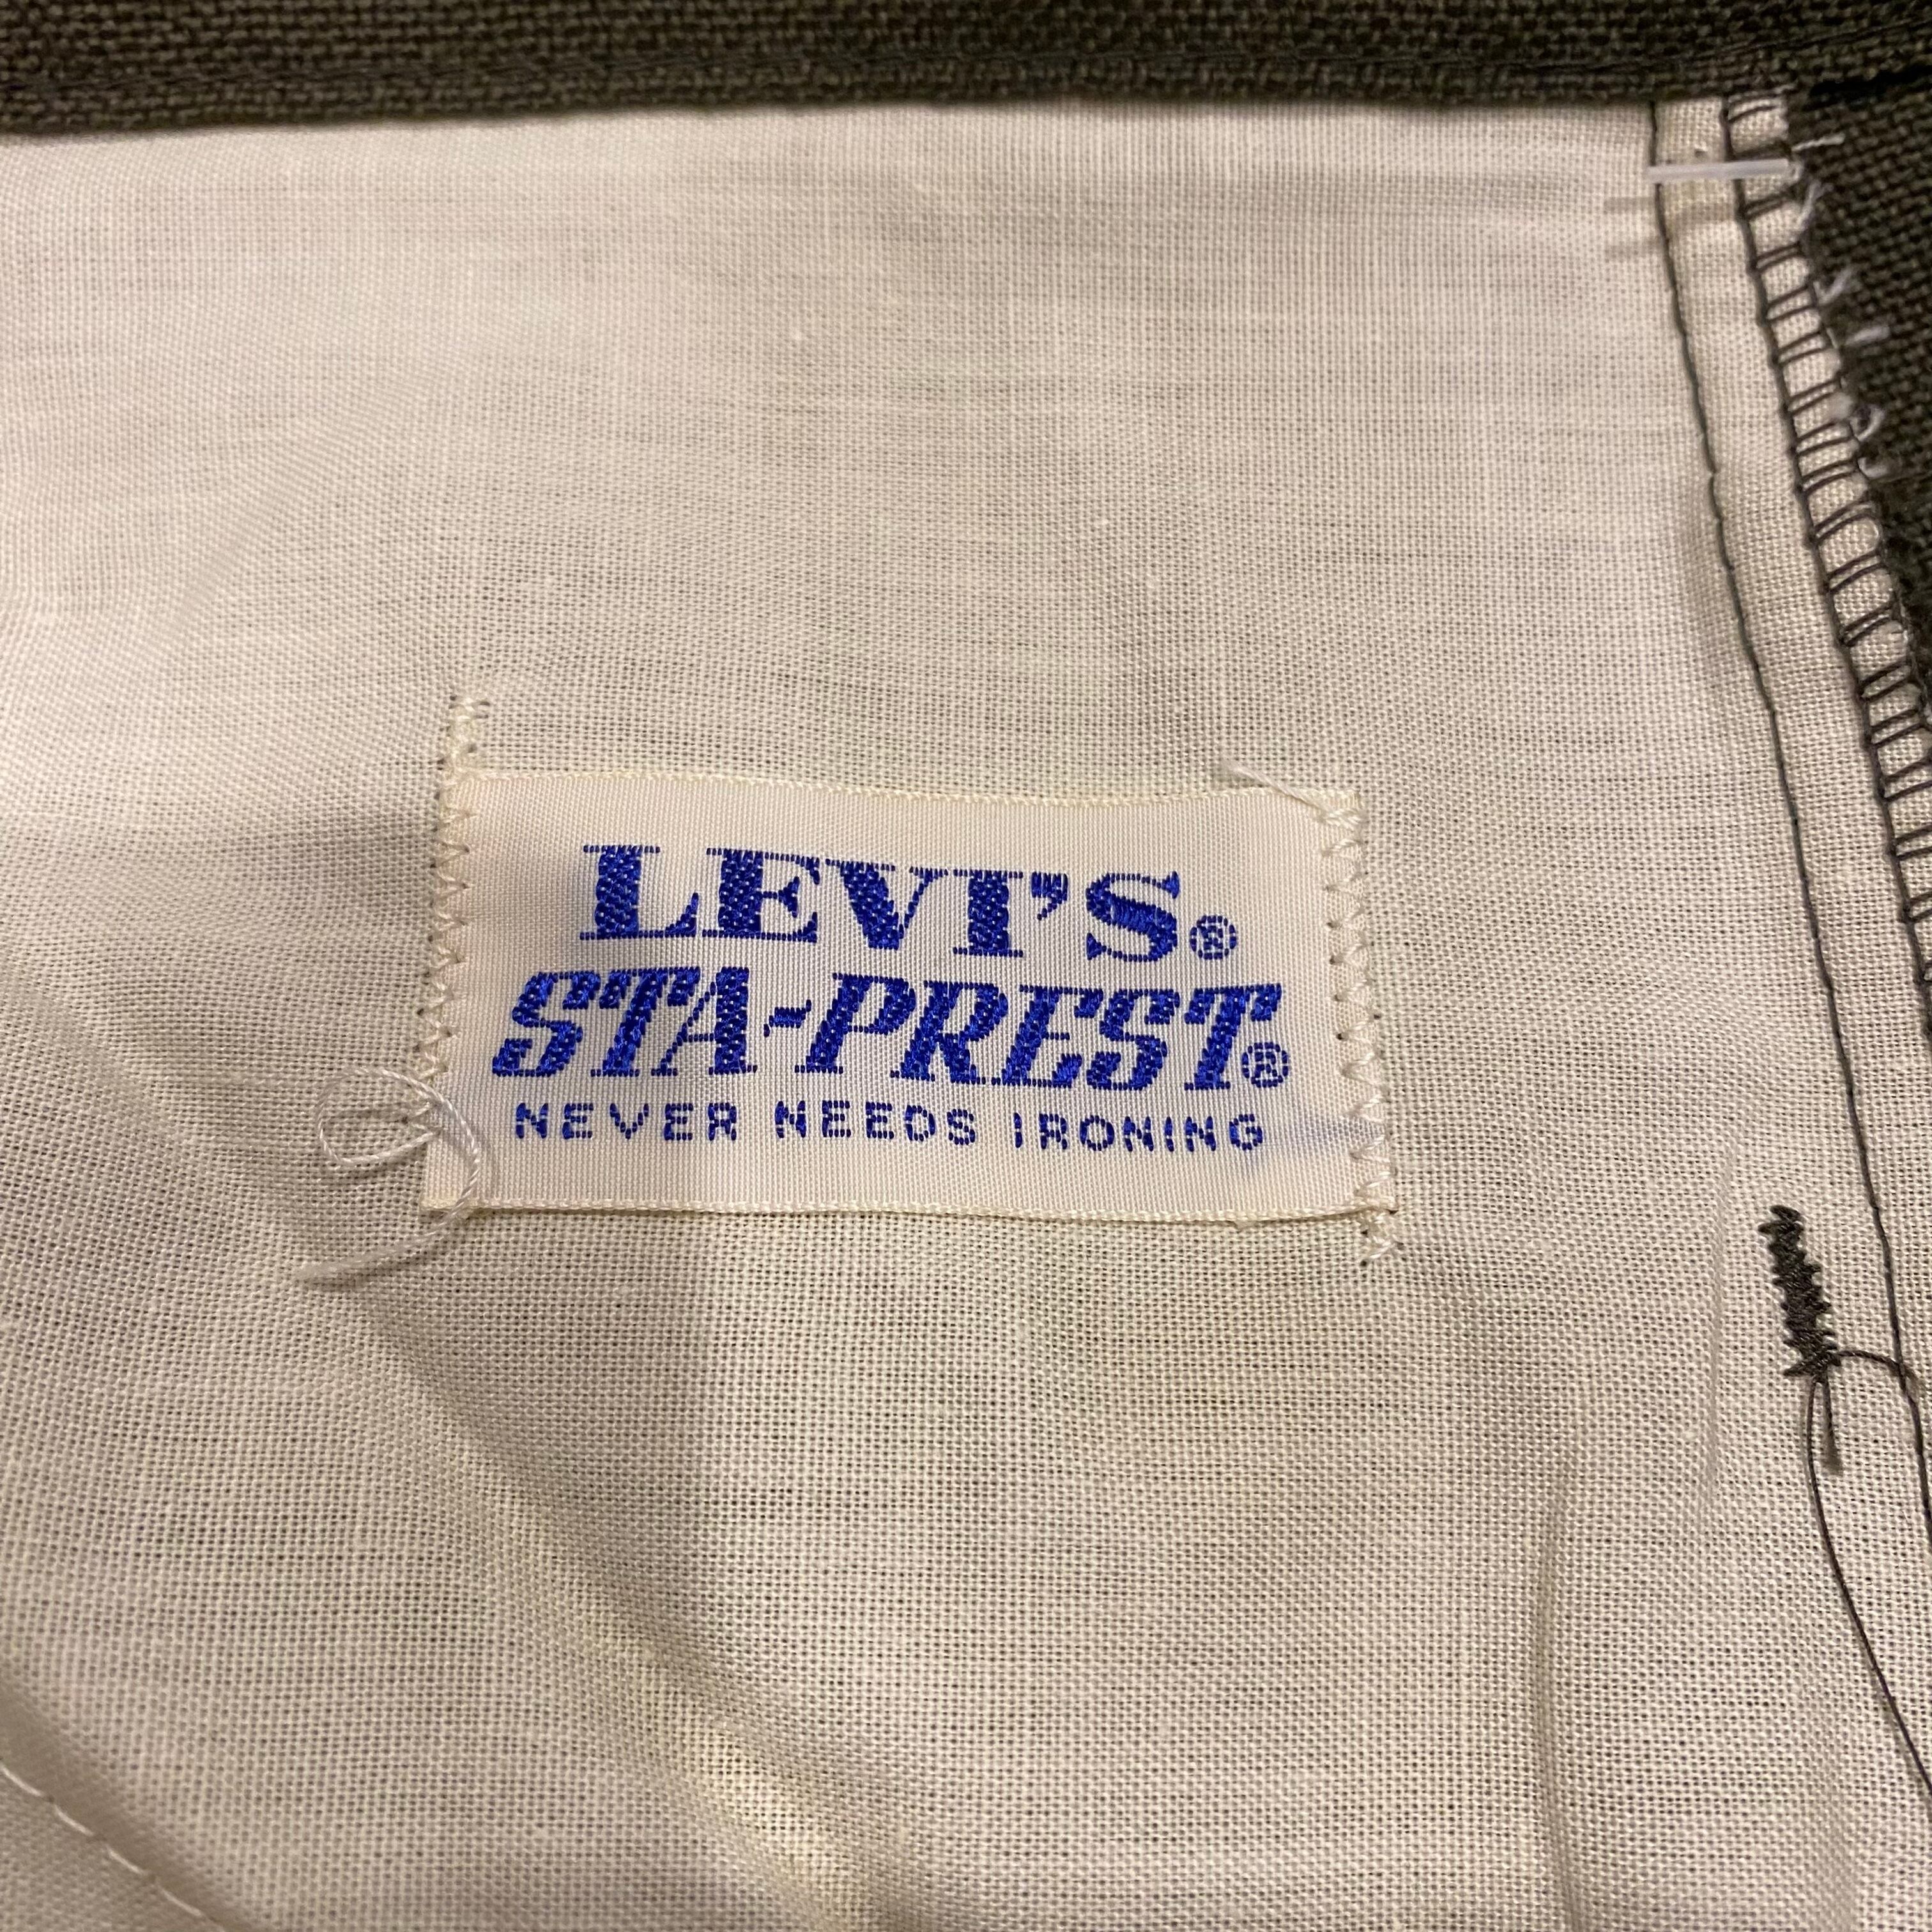 LEVI'S®
STA-PREST®
NEVER NEEDS IRONING